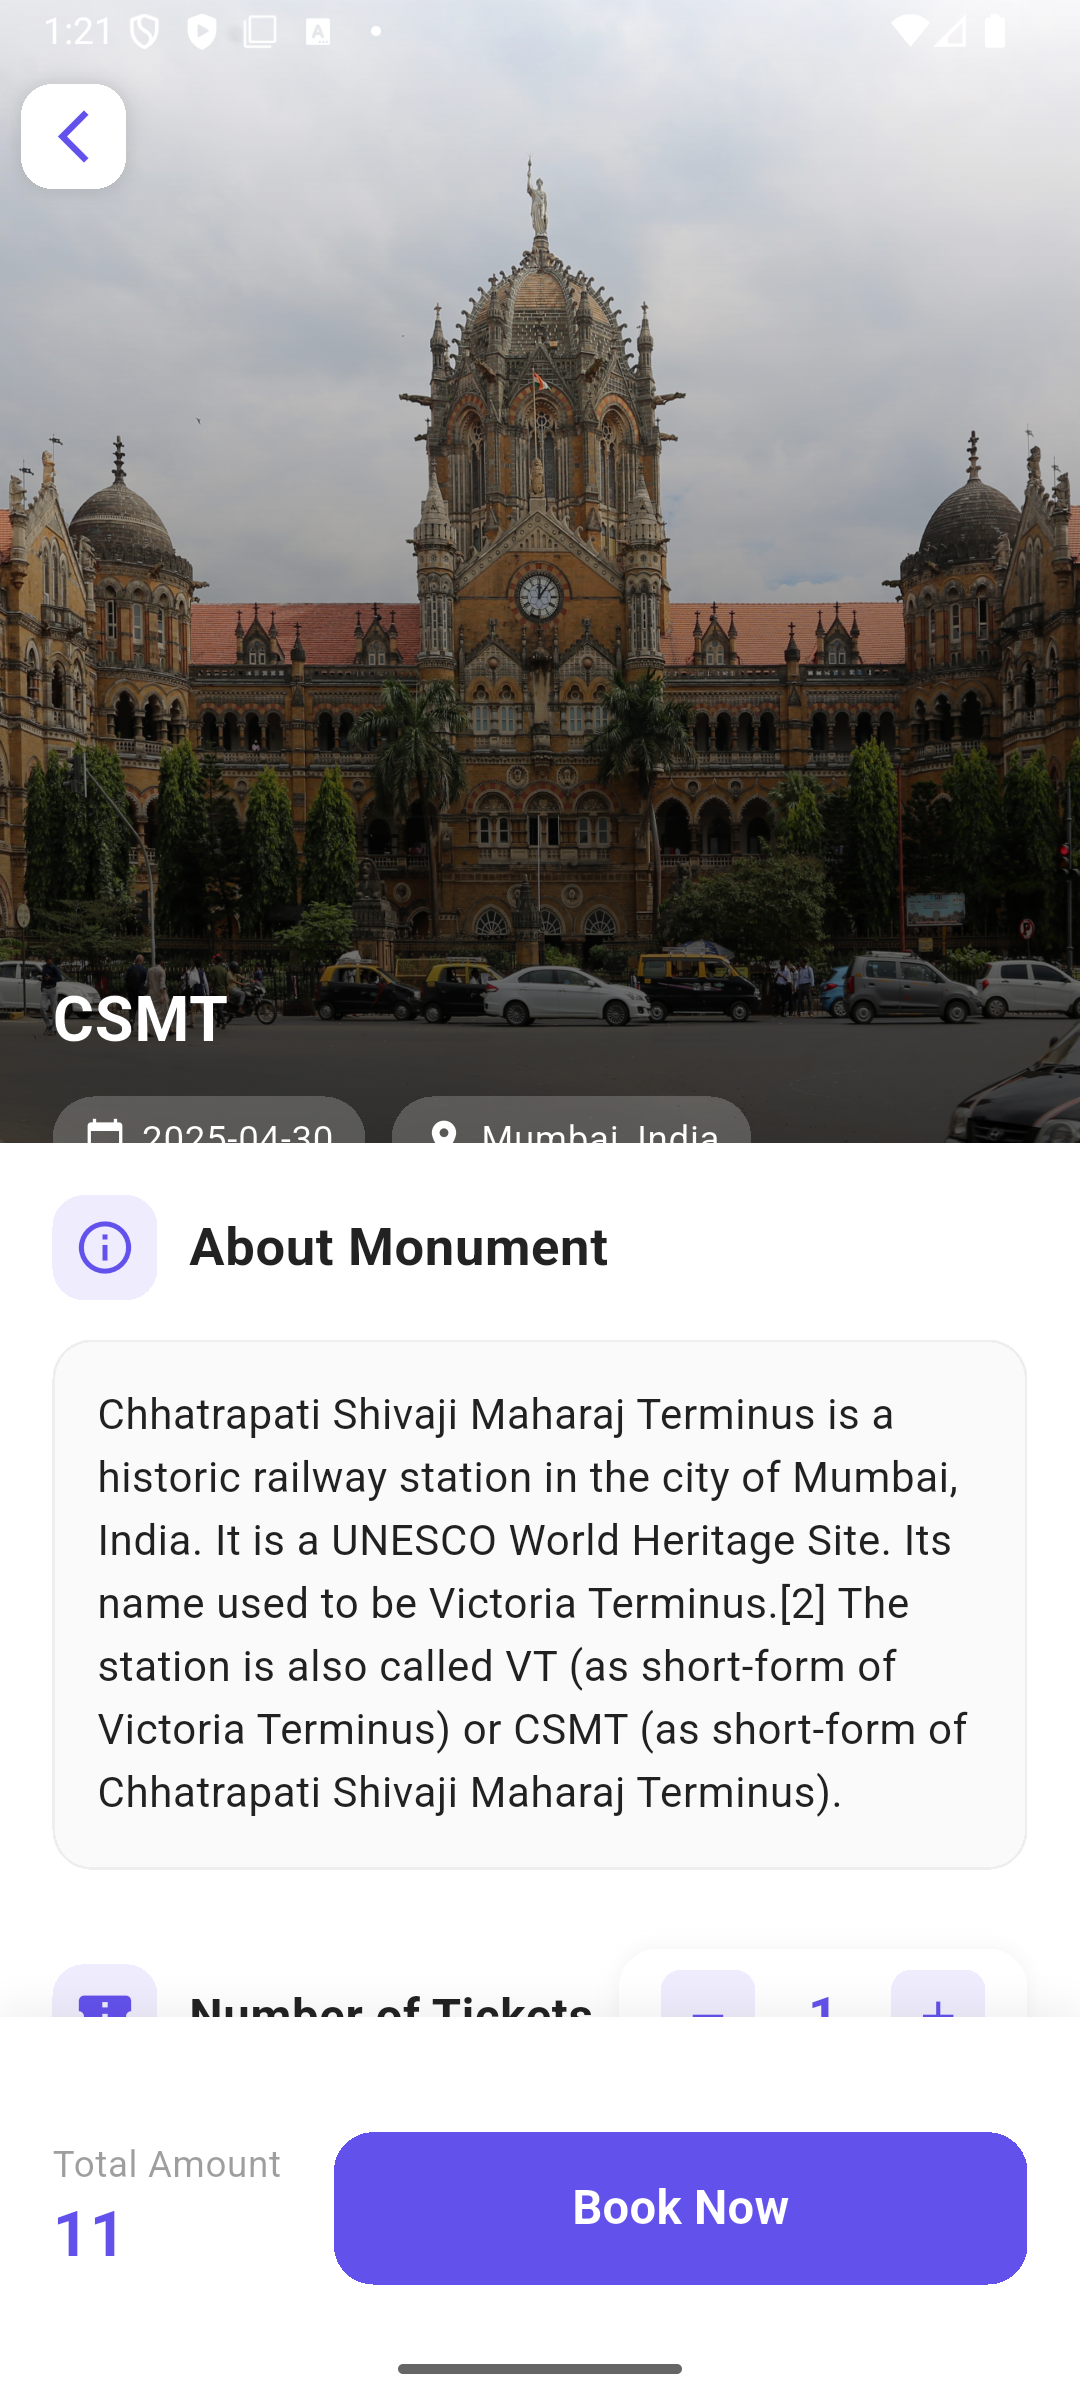 1:21
CSMT
2025-04-30 Mumbai, India
About Monument
Chhatrapati Shivaji Maharaj Terminus is a
historic railway station in the city of Mumbai,
India. It is a UNESCO World Heritage Site. Its
name used to be Victoria Terminus.[2] The
station is also called VT (as short-form of
Victoria Terminus) or CSMT (as short-form of
Chhatrapati Shivaji Maharaj Terminus).
Number of Tickets − 1 +
Total Amount
11
Book Now